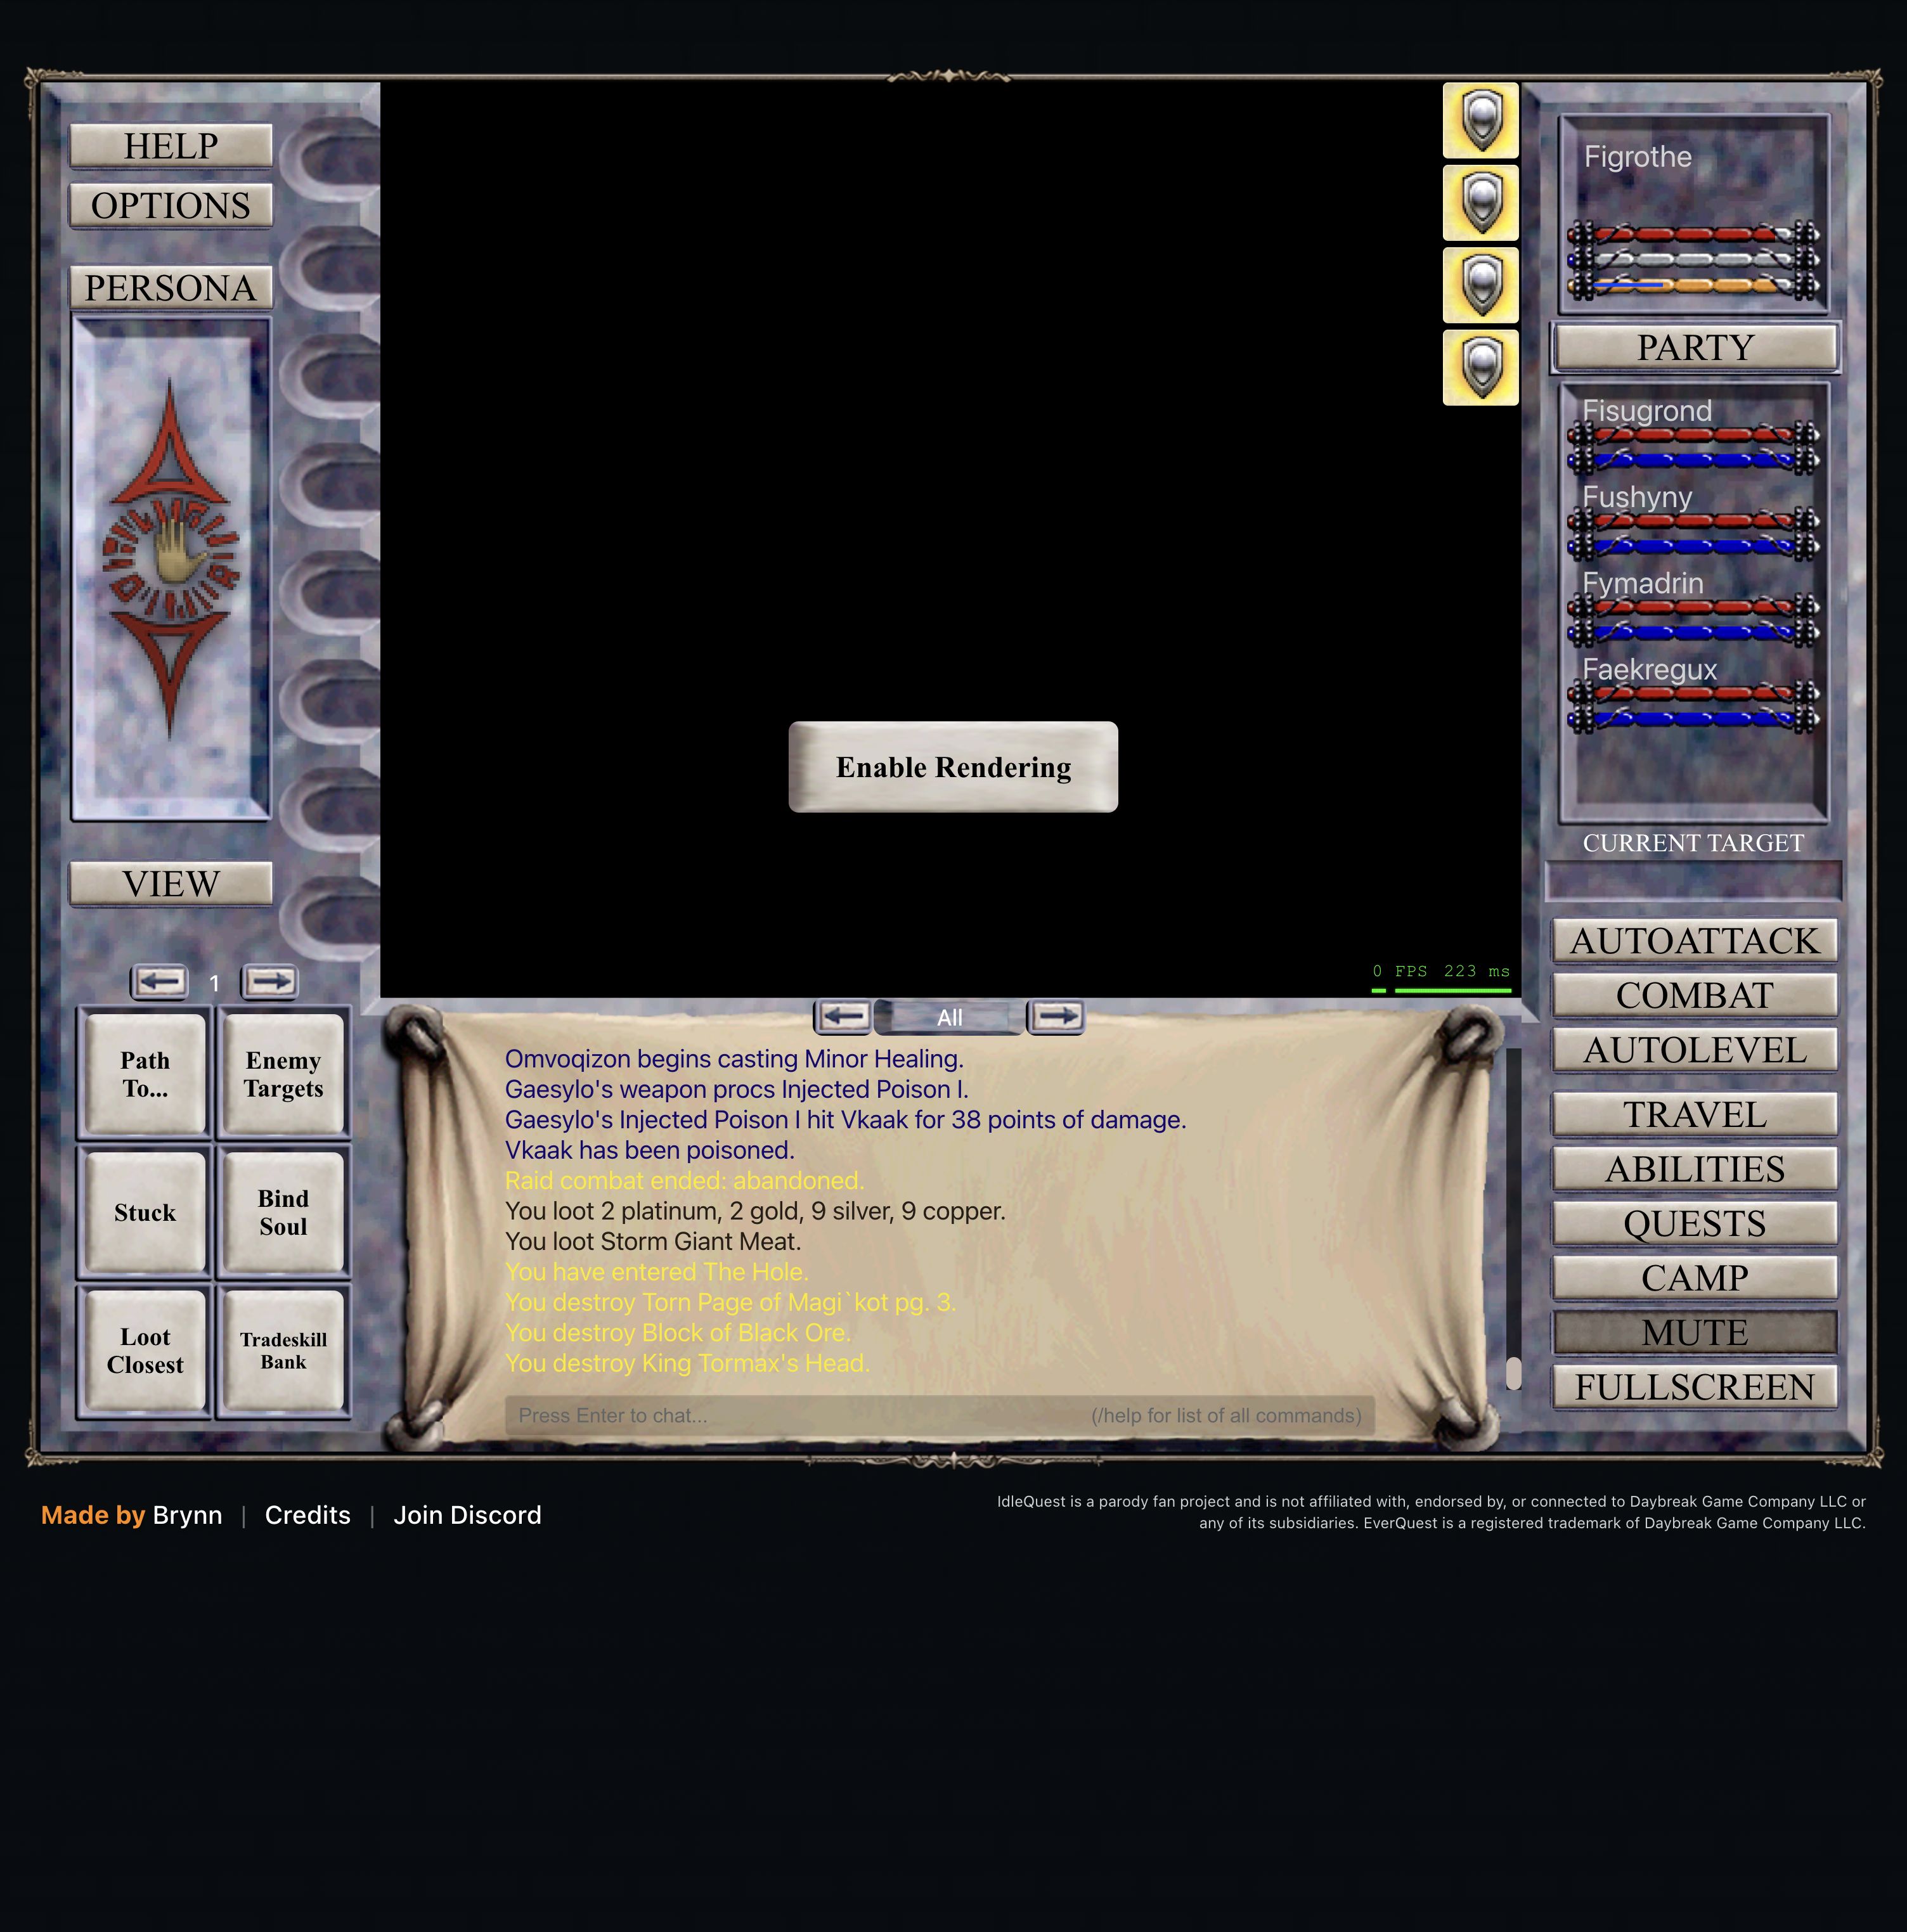 HELP
OPTIONS
PERSONA
VIEW
1
Path
To...
Enemy
Targets
Stuck
Bind
Soul
Loot
Closest
Tradeskill
Bank
Enable Rendering
0 FPS 223 ms
All
Omvoqizon begins casting Minor Healing.
Gaesylo's weapon procs Injected Poison I.
Gaesylo's Injected Poison I hit Vkaak for 38 points of damage.
Vkaak has been poisoned.
Raid combat ended: abandoned.
You loot 2 platinum, 2 gold, 9 silver, 9 copper.
You loot Storm Giant Meat.
You have entered The Hole.
You destroy Torn Page of Magi`kot pg. 3.
You destroy Block of Black Ore.
You destroy King Tormax's Head.
Press Enter to chat... (/help for list of all commands)
Figrothe
PARTY
Fisugrond
Fushyny
Fymadrin
Faekregux
CURRENT TARGET
AUTOATTACK
COMBAT
AUTOLEVEL
TRAVEL
ABILITIES
QUESTS
CAMP
MUTE
FULLSCREEN
Made by Brynn | Credits | Join Discord
IdleQuest is a parody fan project and is not affiliated with, endorsed by, or connected to Daybreak Game Company LLC or
any of its subsidiaries. EverQuest is a registered trademark of Daybreak Game Company LLC.